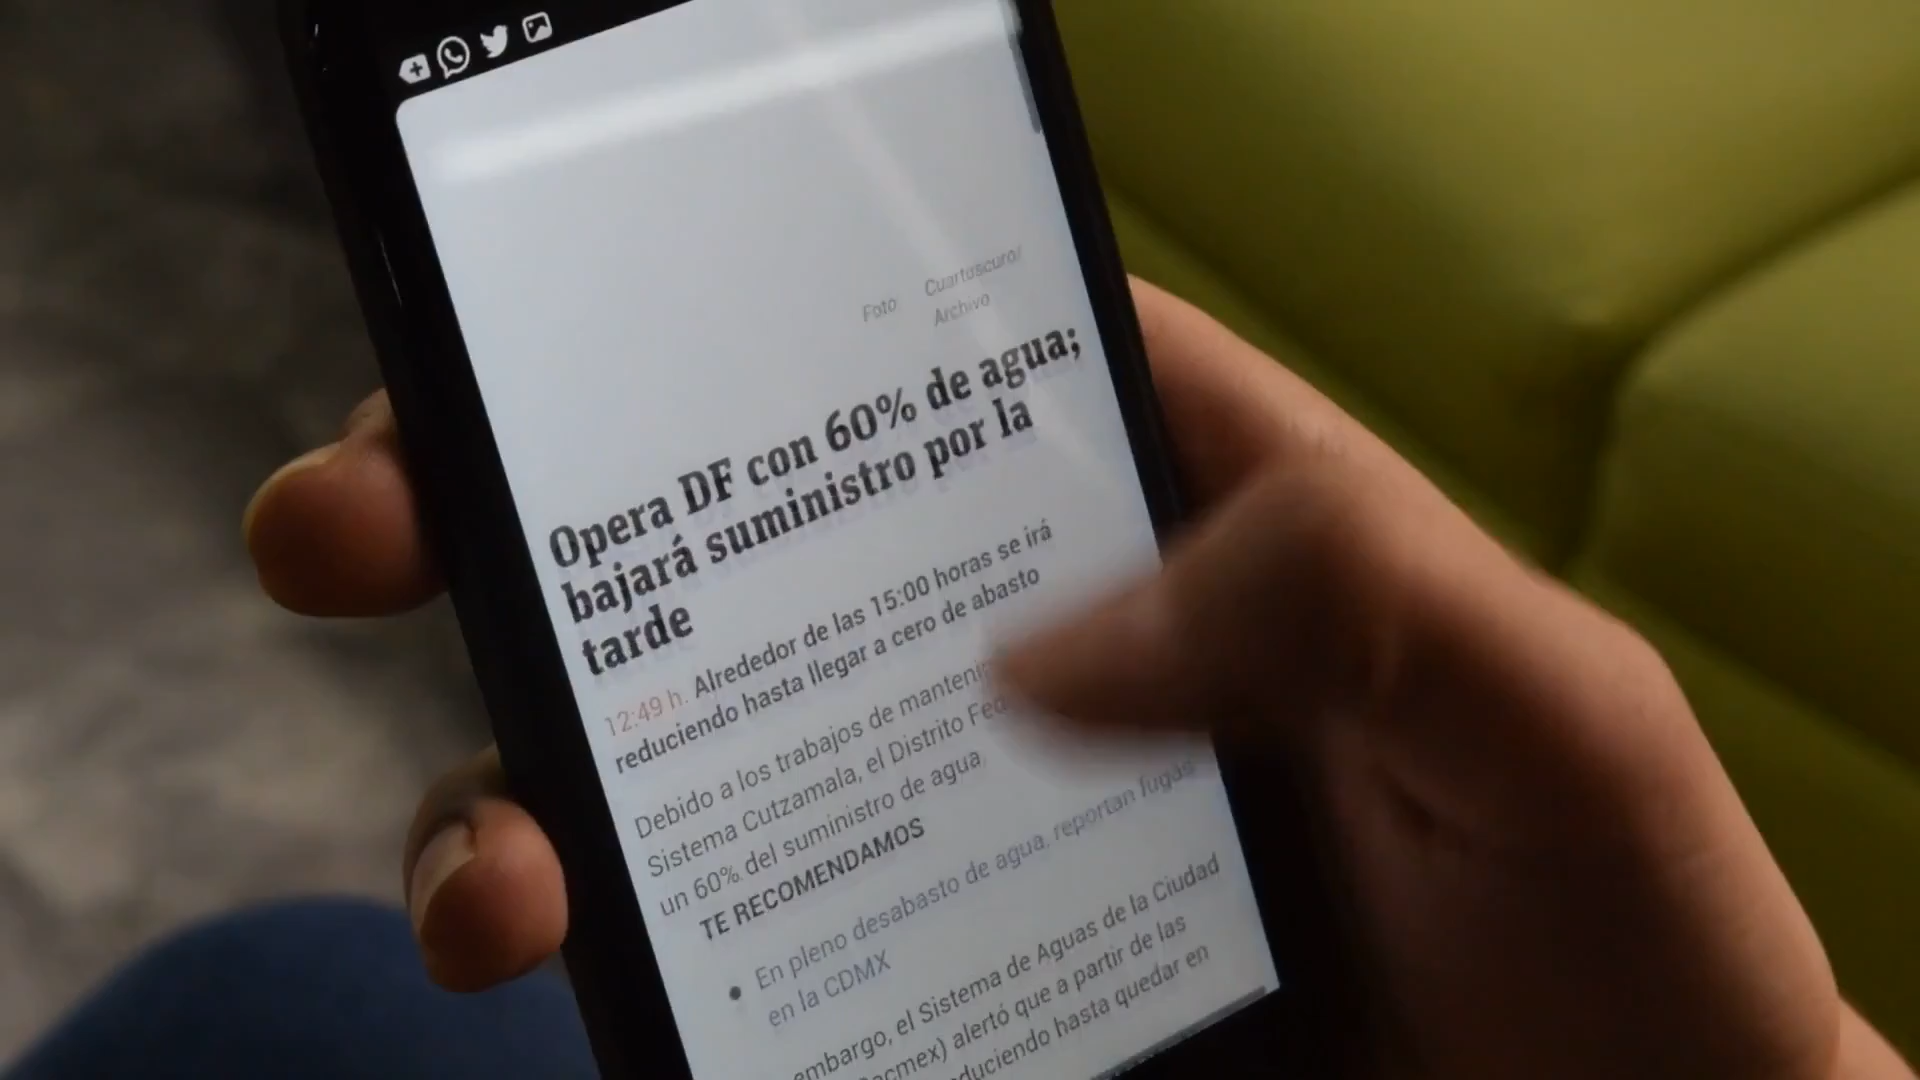 Foto Cuartoscuro/
Archivo
Opera DF con 60% de agua;
bajará suministro por la
tarde
12:49 h. Alrededor de las 15:00 horas se irá
reduciendo hasta llegar a cero de abasto
Debido a los trabajos de
Sistema Cutzamala, el Distrito
un 60% del suministro de agua
TE RECOMENDAMOS
• En pleno desabasto de agua, reportan fugas
en la CDMX
embargo, el Sistema de Aguas de la Ciudad
alertó que a partir de las
hasta quedar en